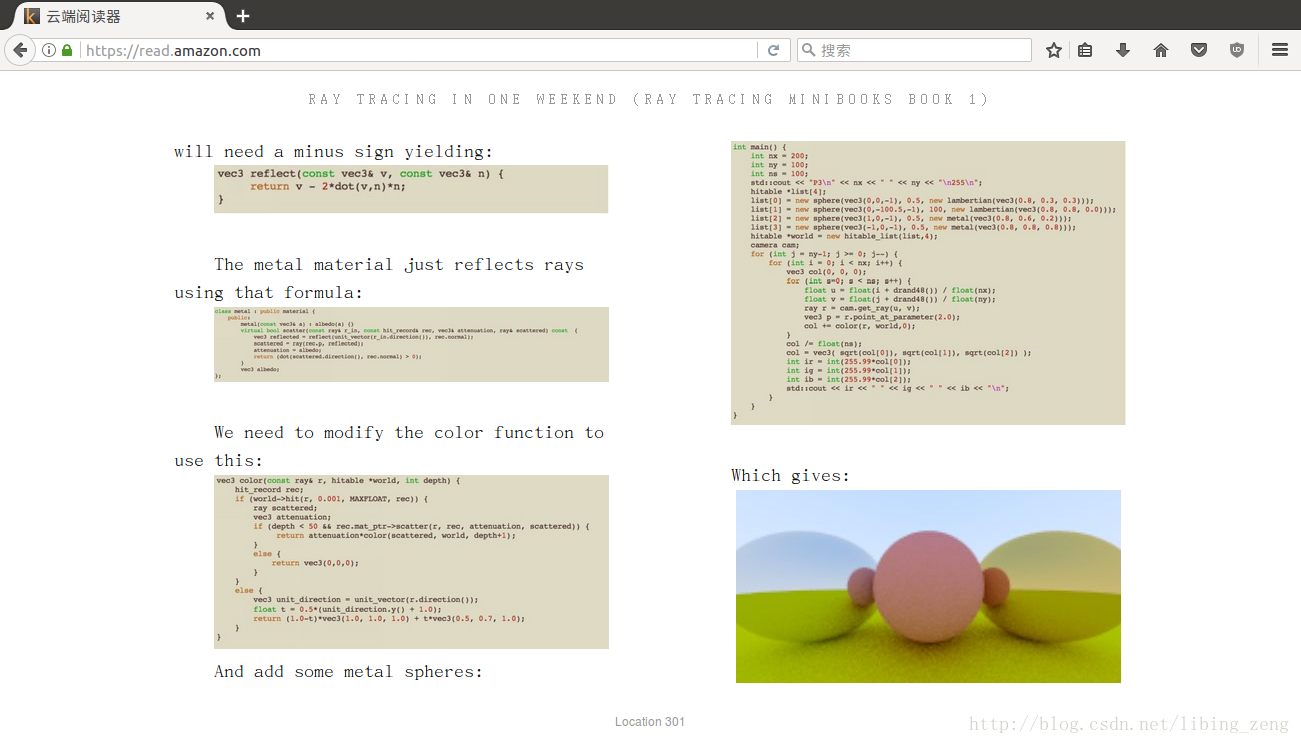 云端阅读器
https://read.amazon.com
搜索
RAY TRACING IN ONE WEEKEND (RAY TRACING MINIBOOKS BOOK 1)
will need a minus sign yielding:
vec3 reflect(const vec3& v, const vec3& n) {
return v - 2*dot(v,n)*n;
}
The metal material just reflects rays
using that formula:
class metal : public material {
public:
metal(const vec3& a) : albedo(a) {}
virtual bool scatter(const ray& r_in, const hit_record& rec, vec3& attenuation, ray& scattered) const {
vec3 reflected = reflect(unit_vector(r_in.direction()), rec.normal);
scattered = ray(rec.p, reflected);
attenuation = albedo;
return (dot(scattered.direction(), rec.normal) > 0);
}
vec3 albedo;
};
We need to modify the color function to
use this:
vec3 color(const ray& r, hitable *world, int depth) {
hit_record rec;
if (world->hit(r, 0.001, MAXFLOAT, rec)) {
ray scattered;
vec3 attenuation;
if (depth < 50 && rec.mat_ptr->scatter(r, rec, attenuation, scattered)) {
return attenuation*color(scattered, world, depth+1);
}
else {
return vec3(0,0,0);
}
}
else {
vec3 unit_direction = unit_vector(r.direction());
float t = 0.5*(unit_direction.y() + 1.0);
return (1.0-t)*vec3(1.0, 1.0, 1.0) + t*vec3(0.5, 0.7, 1.0);
}
}
And add some metal spheres:
int main() {
int nx = 200;
int ny = 100;
int ns = 100;
std::cout << "P3\n" << nx << " " << ny << "\n255\n";
hitable *list[4];
list[0] = new sphere(vec3(0,0,-1), 0.5, new lambertian(vec3(0.8, 0.3, 0.3)));
list[1] = new sphere(vec3(0,-100.5,-1), 100, new lambertian(vec3(0.8, 0.8, 0.0)));
list[2] = new sphere(vec3(1,0,-1), 0.5, new metal(vec3(0.8, 0.6, 0.2)));
list[3] = new sphere(vec3(-1,0,-1), 0.5, new metal(vec3(0.8, 0.8, 0.8)));
hitable *world = new hitable_list(list,4);
camera cam;
for (int j = ny-1; j >= 0; j--) {
for (int i = 0; i < nx; i++) {
vec3 col(0, 0, 0);
for (int s=0; s < ns; s++) {
float u = float(i + drand48()) / float(nx);
float v = float(j + drand48()) / float(ny);
ray r = cam.get_ray(u, v);
vec3 p = r.point_at_parameter(2.0);
col += color(r, world,0);
}
col /= float(ns);
col = vec3( sqrt(col[0]), sqrt(col[1]), sqrt(col[2]) );
int ir = int(255.99*col[0]);
int ig = int(255.99*col[1]);
int ib = int(255.99*col[2]);
std::cout << ir << " " << ig << " " << ib << "\n";
}
}
}
Which gives:
Location 301
http://blog.csdn.net/libing_zeng